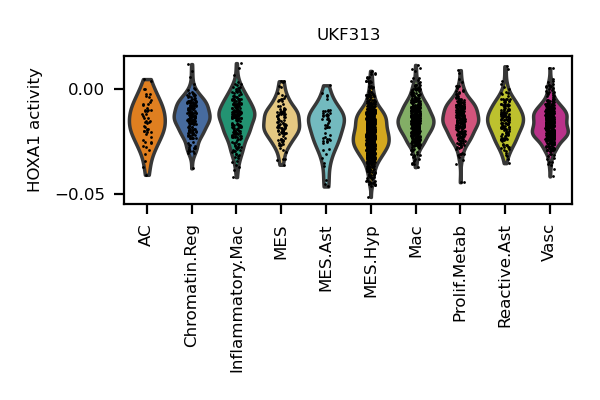 UKF313
HOXA1 activity
0.00
−0.05
AC
Chromatin.Reg
Inflammatory.Mac
MES
MES.Ast
MES.Hyp
Mac
Prolif.Metab
Reactive.Ast
Vasc